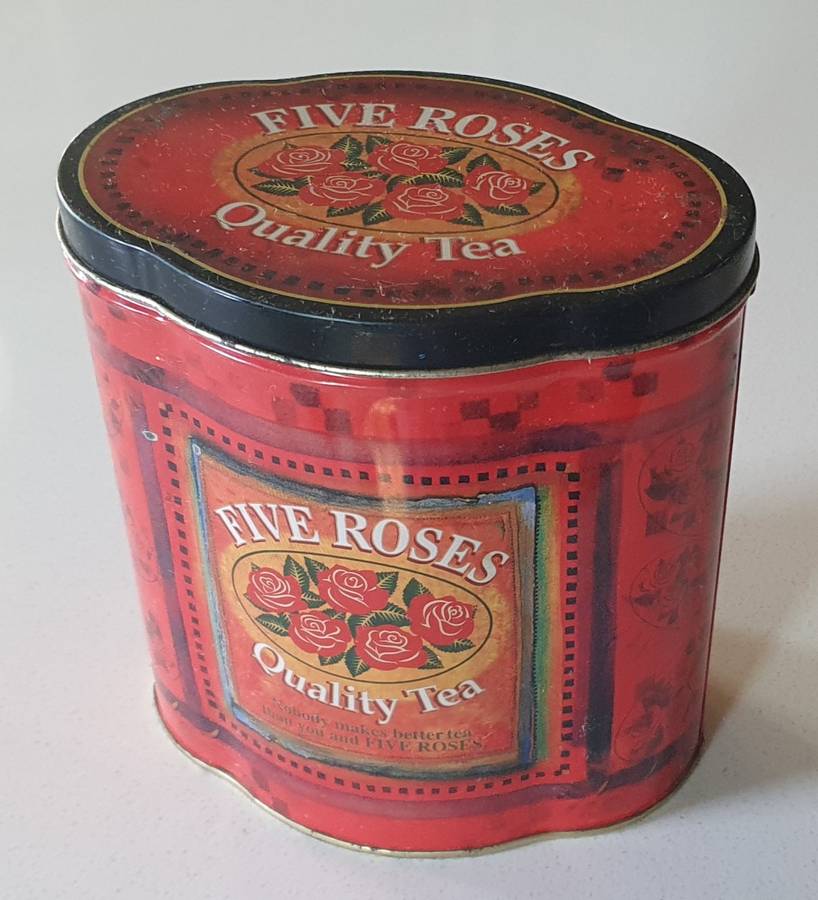 FIVE ROSES
Quality Tea
FIVE ROSES
Quality Tea
Nobody makes better tea
than you and FIVE ROSES